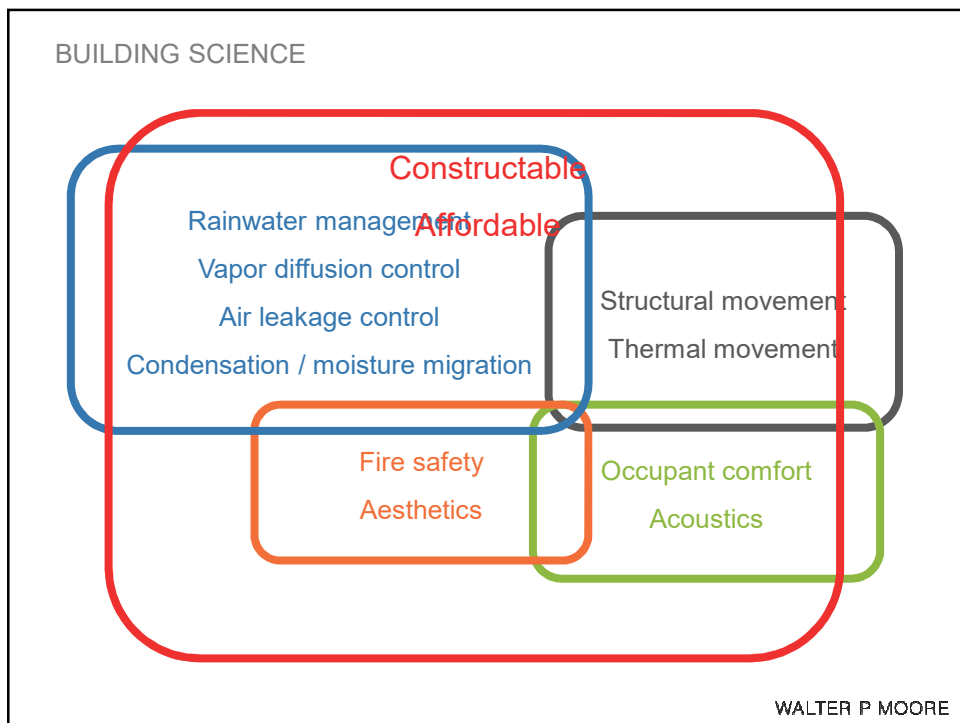 BUILDING SCIENCE
Constructable
Affordable
Rainwater management
Vapor diffusion control
Air leakage control
Condensation / moisture migration
Structural movement
Thermal movement
Fire safety
Aesthetics
Occupant comfort
Acoustics
WALTER P MOORE